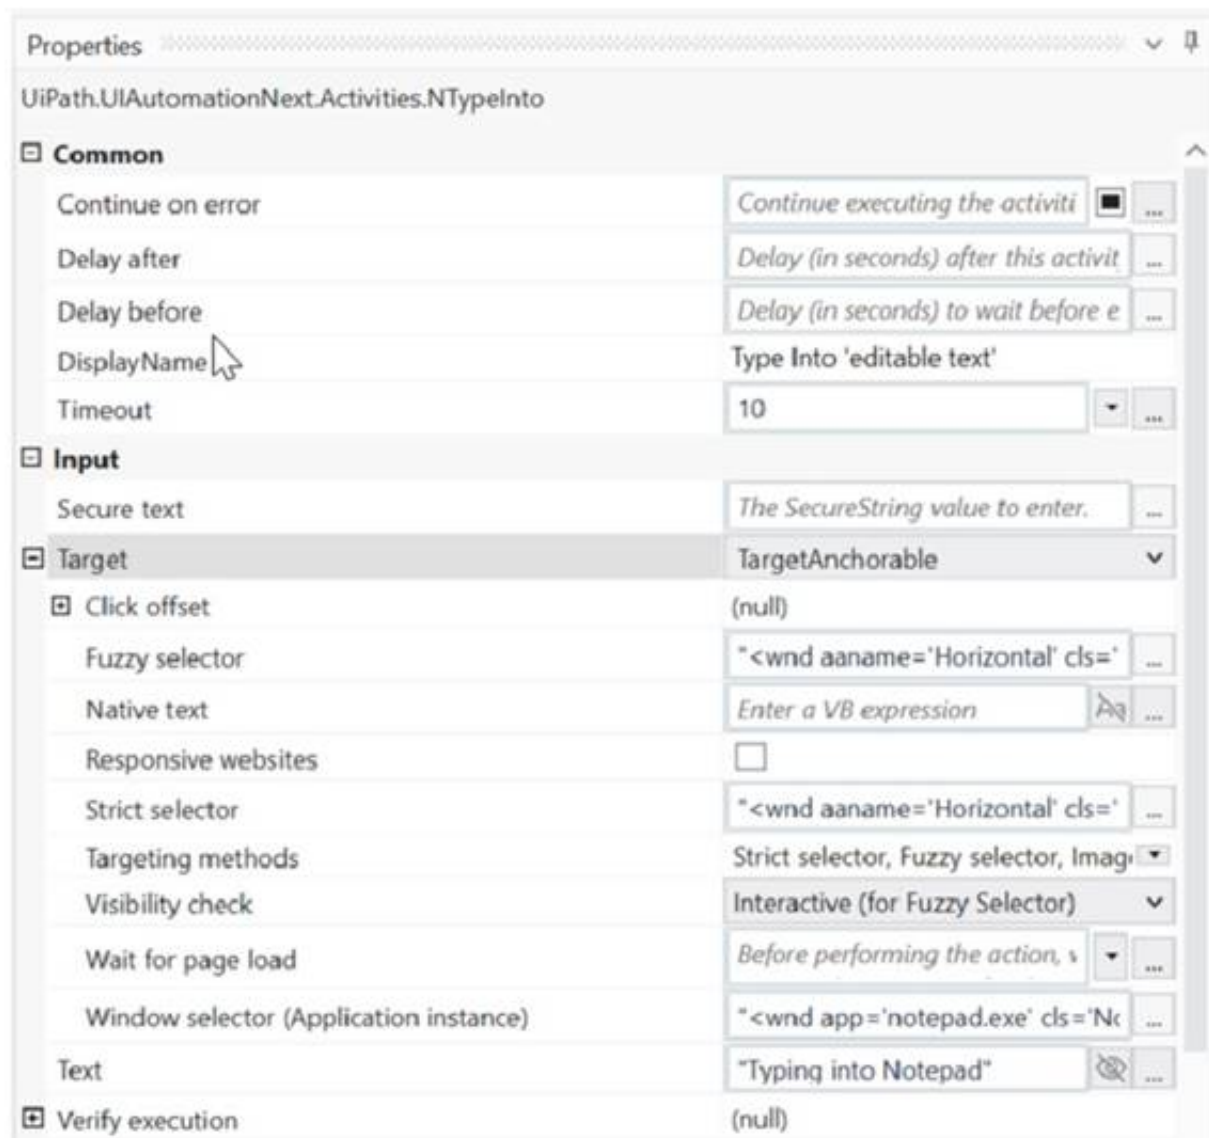 Properties
UiPath.UIAutomationNext.Activities.NTypeInto
Common
Continue on error Continue executing the activiti ...
Delay after Delay (in seconds) after this activit ...
Delay before Delay (in seconds) to wait before e ...
DisplayName Type Into 'editable text'
Timeout 10 ...
Input
Secure text The SecureString value to enter. ...
Target TargetAnchorable
Click offset (null)
Fuzzy selector "<wnd aaname='Horizontal' cls=' ...
Native text Enter a VB expression ...
Responsive websites
Strict selector "<wnd aaname='Horizontal' cls=' ...
Targeting methods Strict selector, Fuzzy selector, Imag
Visibility check Interactive (for Fuzzy Selector)
Wait for page load Before performing the action, ...
Window selector (Application instance) "<wnd app='notepad.exe' cls='No ...
Text "Typing into Notepad" ...
Verify execution (null)